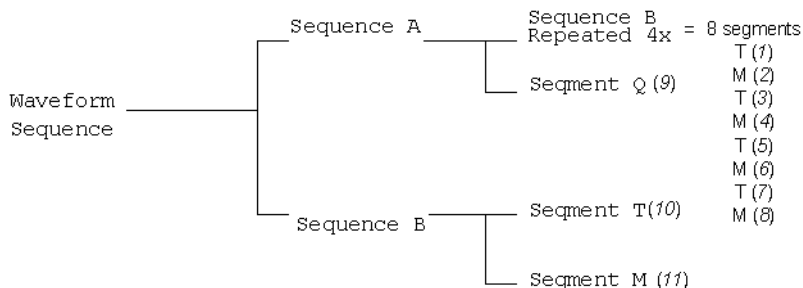 Waveform
Sequence
Sequence A
Sequence B
Repeated 4x = 8 segments
T (1)
M (2)
T (3)
M (4)
T (5)
M (6)
T (7)
M (8)
Seqment Q (9)
Sequence B
Seqment T(10)
Seqment M (11)